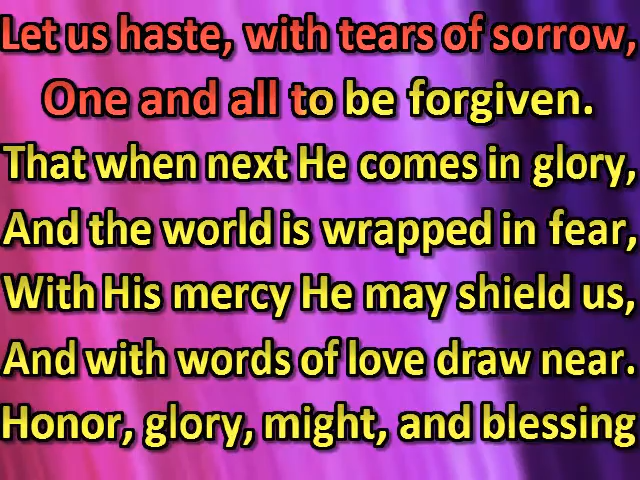 Let us haste, with tears of sorrow,
One and all to be forgiven.
That when next He comes in glory,
And the world is wrapped in fear,
With His mercy He may shield us,
And with words of love draw near.
Honor, glory, might, and blessing